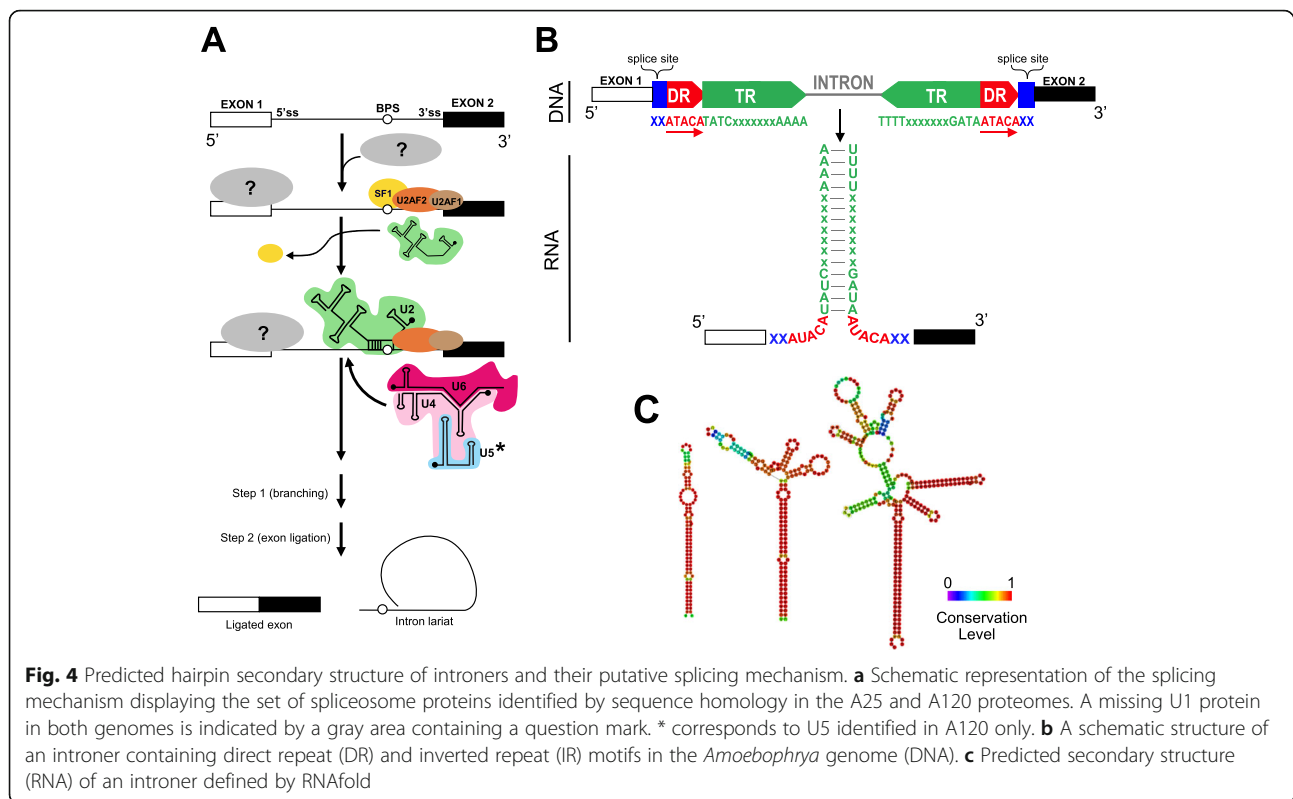 A
EXON 1
5'ss
BPS
3'ss
EXON 2
5’
3’
?
?
SF1
U2AF2
U2AF1
?
U2
U6
U4
U5*
Step 1 (branching)
Step 2 (exon ligation)
Ligated exon
Intron lariat
B
splice site
splice site
DNA
EXON 1
DR
TR
INTRON
TR
DR
EXON 2
5’
3’
XXATACATATCxxxxxxxAAAA
TTTTxxxxxxxGATAATACAXX
RNA
A — U
A — U
A — U
A — U
x — x
x — x
x — x
x — x
x — x
x — x
C — G
U — A
A — U
U — A
5’
3’
XXAUACA
AUACAXX
C
0
1
Conservation
Level
Fig. 4 Predicted hairpin secondary structure of introners and their putative splicing mechanism. a Schematic representation of the splicing
mechanism displaying the set of spliceosome proteins identified by sequence homology in the A25 and A120 proteomes. A missing U1 protein
in both genomes is indicated by a gray area containing a question mark. * corresponds to U5 identified in A120 only. b A schematic structure of
an introner containing direct repeat (DR) and inverted repeat (IR) motifs in the Amoebophrya genome (DNA). c Predicted secondary structure
(RNA) of an introner defined by RNAfold